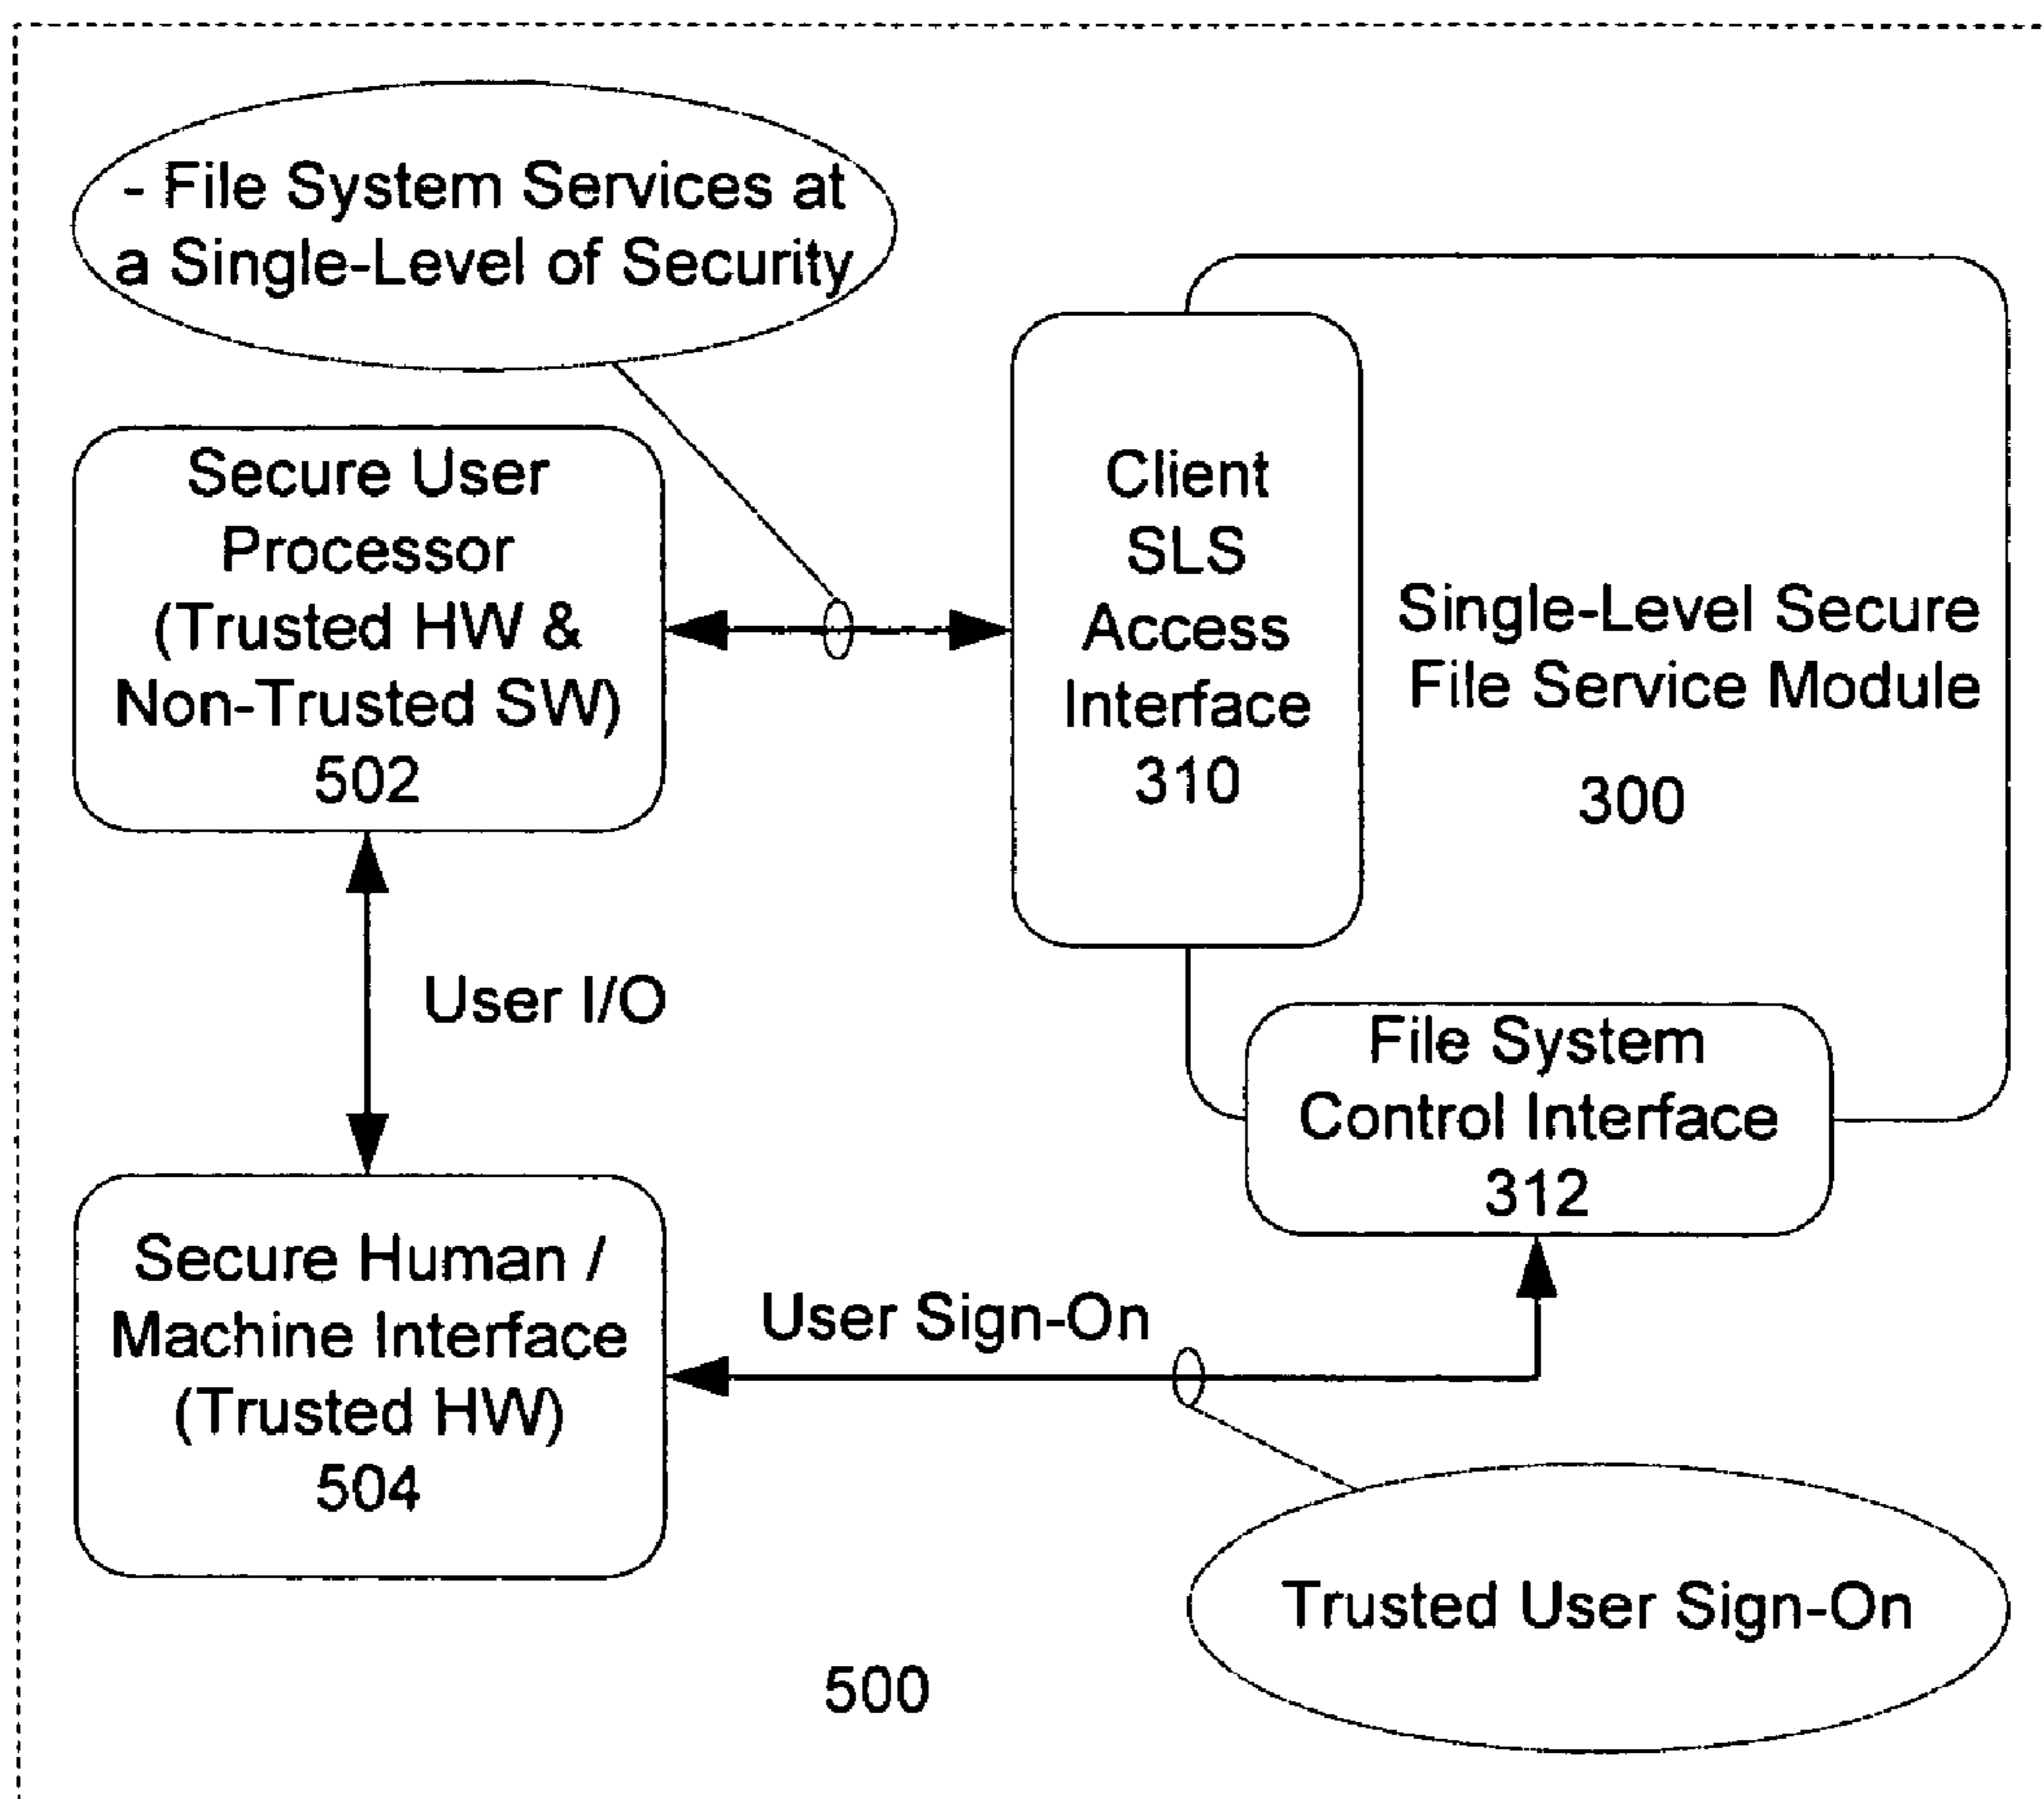 - File System Services at
a Single-Level of Security
Secure User
Processor
(Trusted HW &
Non-Trusted SW)
502
Client
SLS
Access
Interface
310
Single-Level Secure
File Service Module
300
User I/O
File System
Control Interface
312
Secure Human /
Machine Interface
(Trusted HW)
504
User Sign-On
Trusted User Sign-On
500